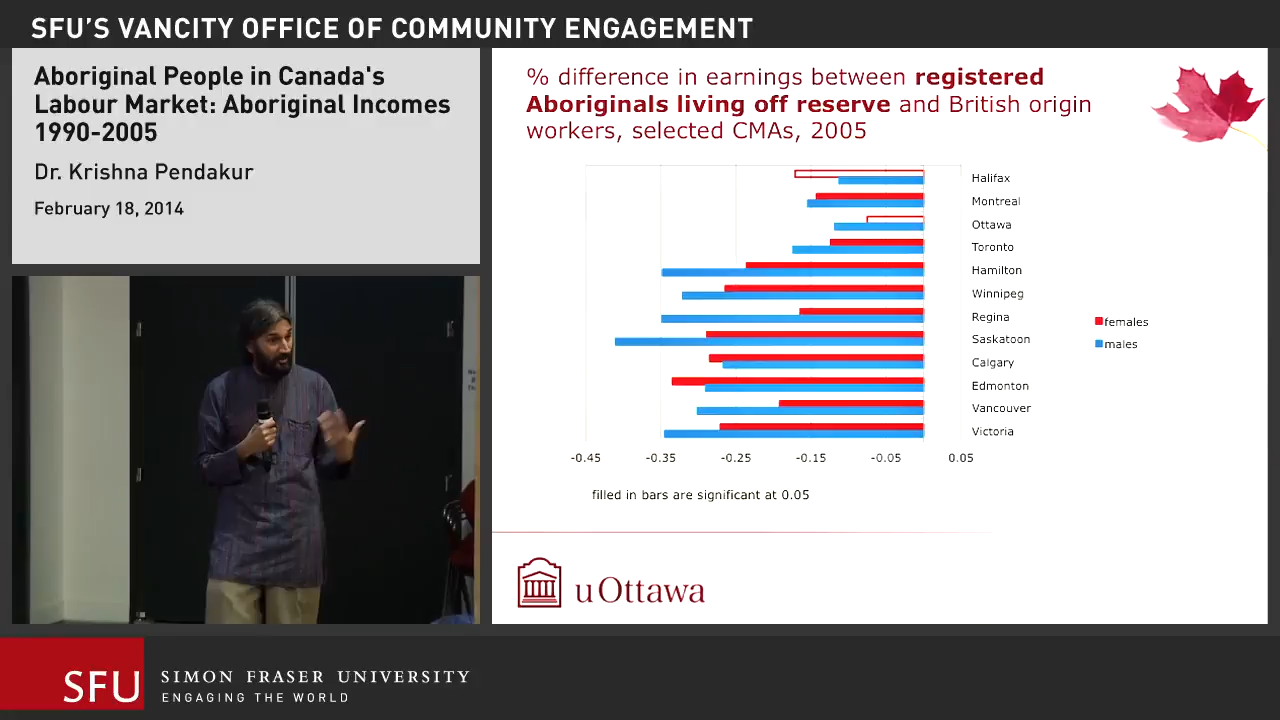 SFU'S VANCITY OFFICE OF COMMUNITY ENGAGEMENT
Aboriginal People in Canada's
Labour Market: Aboriginal Incomes
1990-2005
Dr. Krishna Pendakur
February 18, 2014
% difference in earnings between registered
Aboriginals living off reserve and British origin
workers, selected CMAs, 2005
Halifax
Montreal
Ottawa
Toronto
Hamilton
Winnipeg
Regina
Saskatoon
Calgary
Edmonton
Vancouver
Victoria
females
males
-0.45 -0.35 -0.25 -0.15 -0.05 0.05
filled in bars are significant at 0.05
uOttawa
SFU
SIMON FRASER UNIVERSITY
ENGAGING THE WORLD